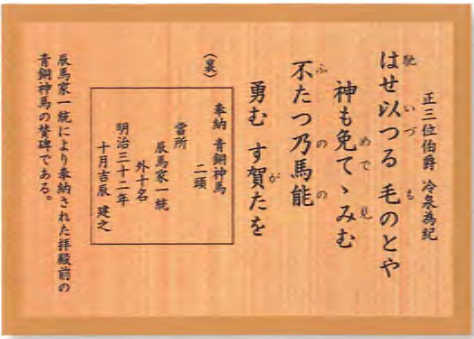 正三位伯爵 冷泉為紀
はせ以つる 毛のとや
馳 いづ も
神も免てゝみむ
めで 見
不たつ乃馬能
ふ の の
勇む す賀たを
が
(裏)
奉納 青銅神馬
二頭
當所
辰馬家一統
外十名
明治三十二年
十月吉辰 建之
辰馬家一統により奉納された拝殿前の
青銅神馬の賛碑である。